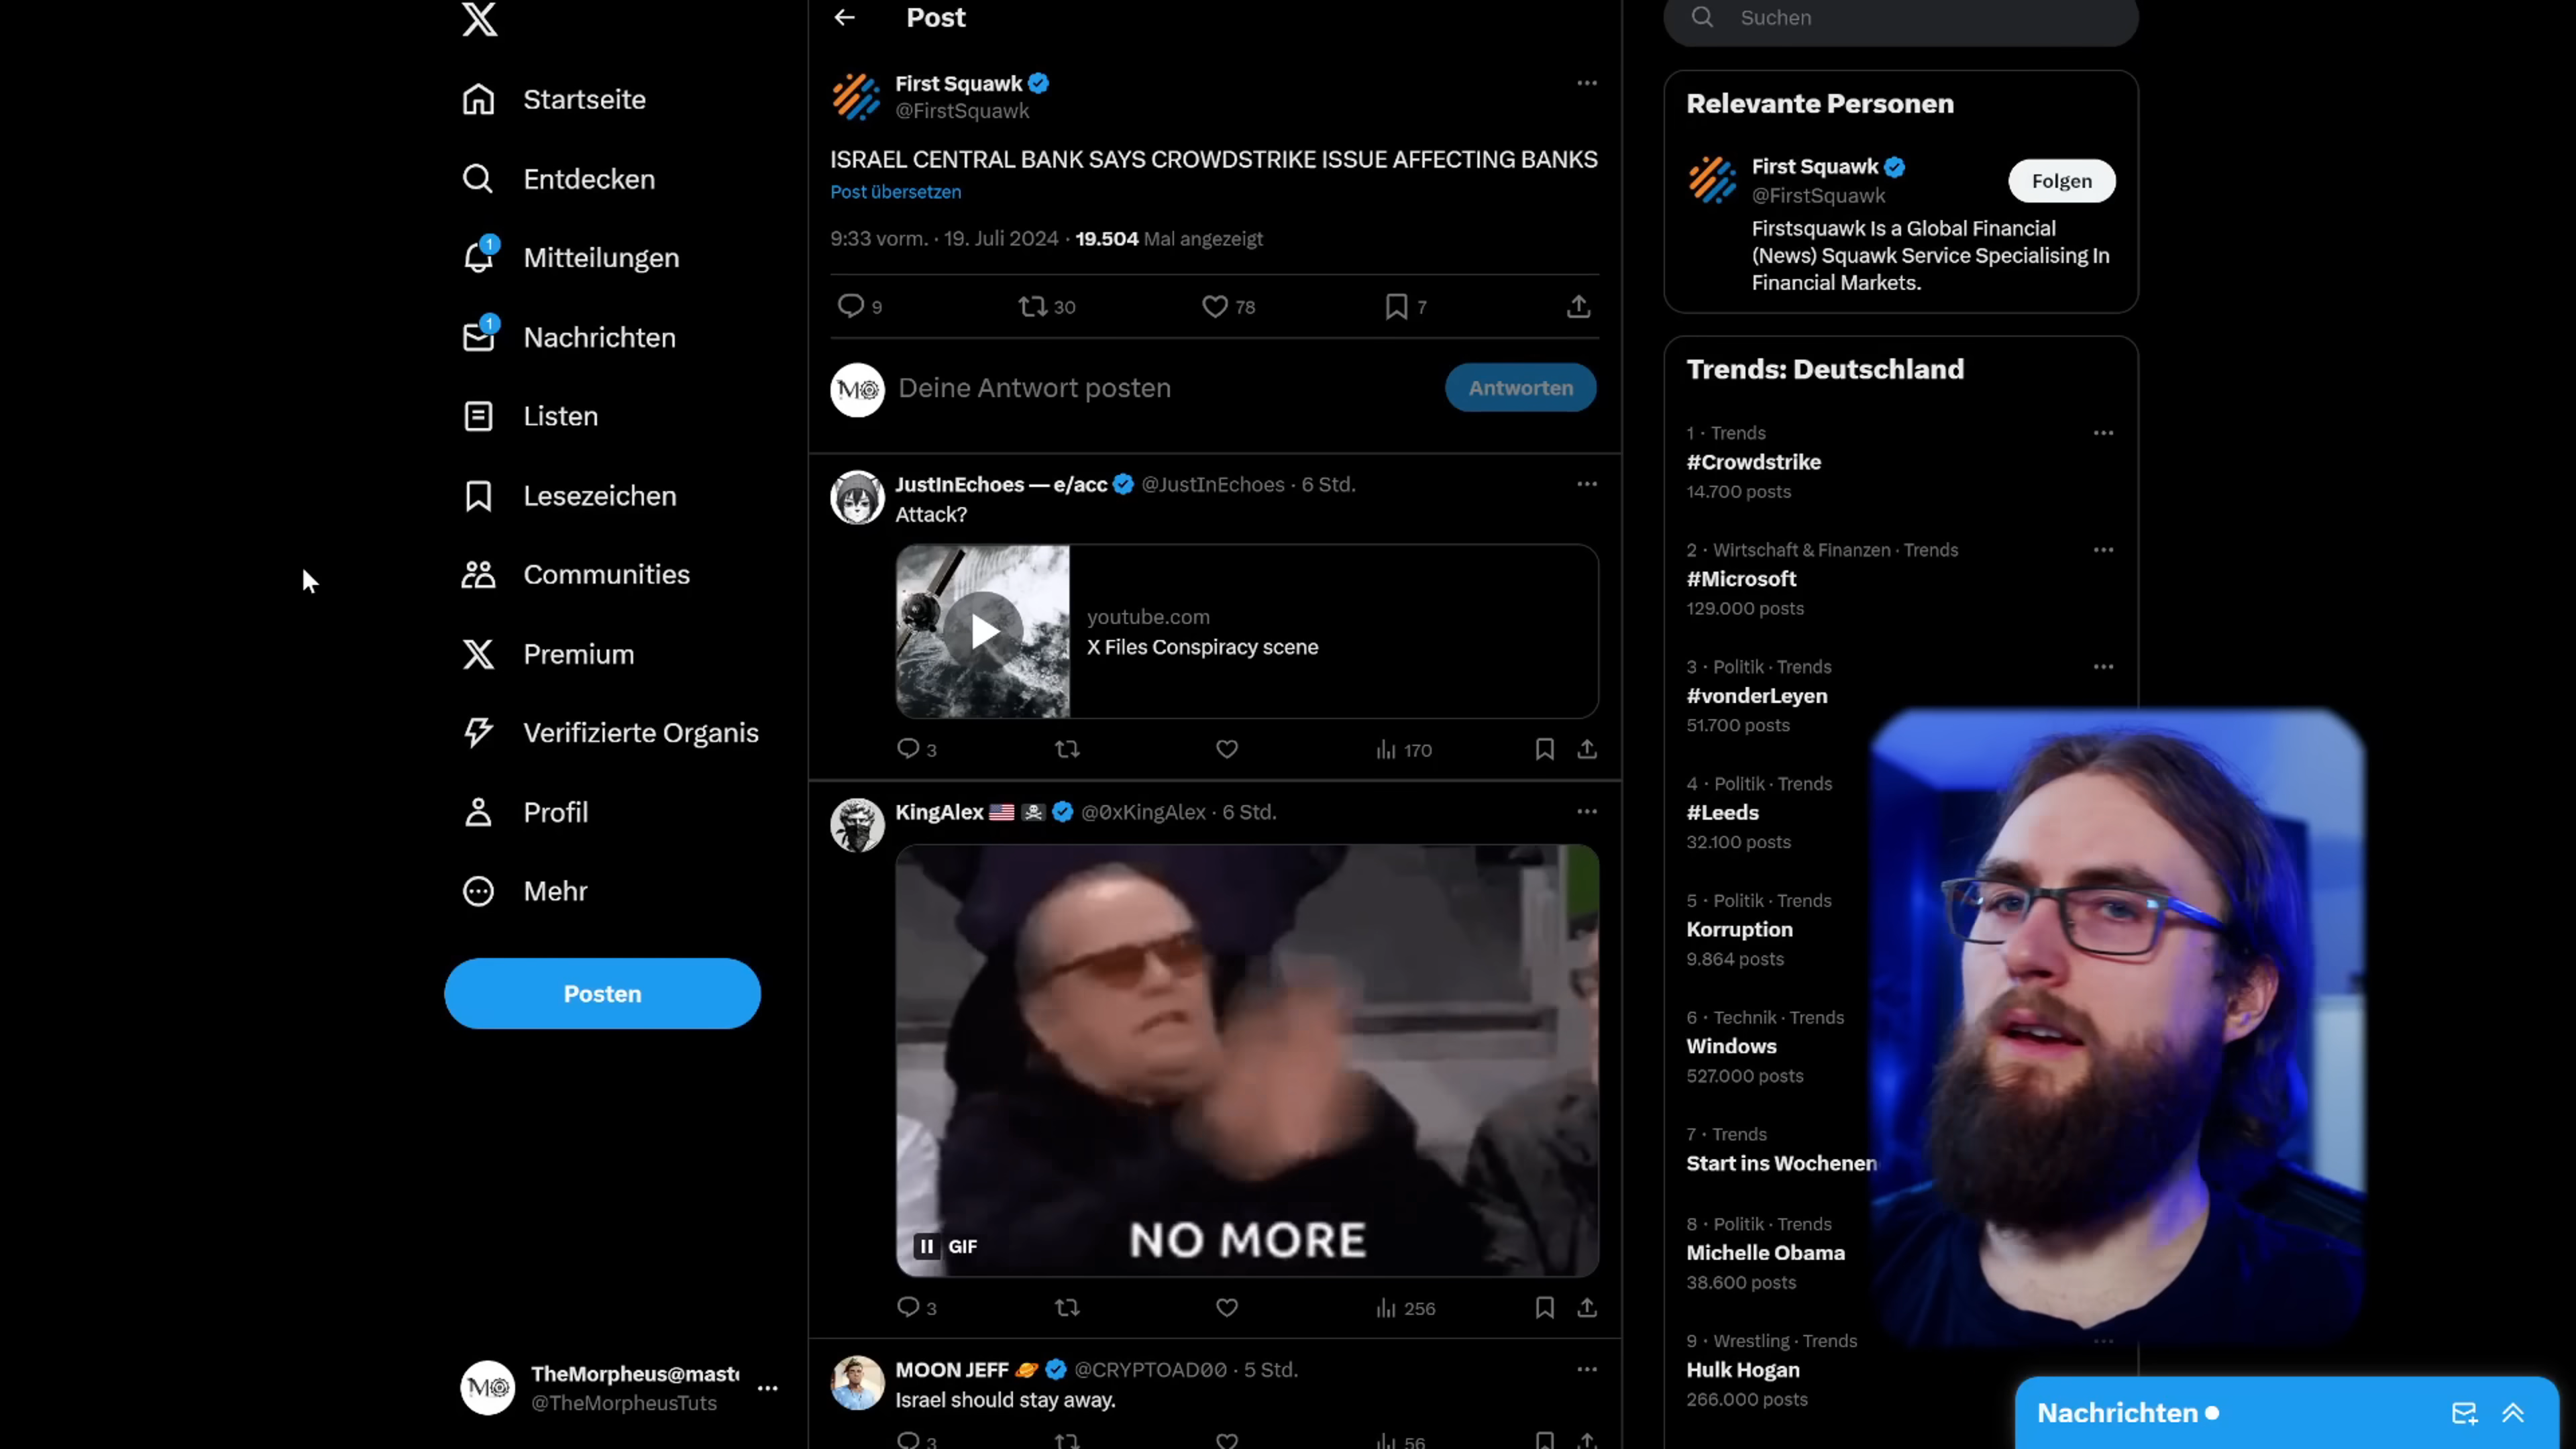 Startseite
Entdecken
1
Mitteilungen
1
Nachrichten
Listen
Lesezeichen
Communities
Premium
Verifizierte Organis
Profil
Mehr
Posten
TheMorpheus@mast
@TheMorpheusTuts
Post
First Squawk
@FirstSquawk
ISRAEL CENTRAL BANK SAYS CROWDSTRIKE ISSUE AFFECTING BANKS
Post übersetzen
9:33 vorm. · 19. Juli 2024 · 19.504 Mal angezeigt
9 30 78 7
Deine Antwort posten
Antworten
JustInEchoes — e/acc @JustInEchoes · 6 Std.
Attack?
youtube.com
X Files Conspiracy scene
3 170
KingAlex @0xKingAlex · 6 Std.
NO MORE
GIF
3 256
MOON JEFF @CRYPTOAD00 · 5 Std.
Israel should stay away.
3 56
Suchen
Relevante Personen
First Squawk
@FirstSquawk
Folgen
Firstsquawk Is a Global Financial
(News) Squawk Service Specialising In
Financial Markets.
Trends: Deutschland
1 · Trends
#Crowdstrike
14.700 posts
2 · Wirtschaft & Finanzen · Trends
#Microsoft
129.000 posts
3 · Politik · Trends
#vonderLeyen
51.700 posts
4 · Politik · Trends
#Leeds
32.100 posts
5 · Politik · Trends
Korruption
9.864 posts
6 · Technik · Trends
Windows
527.000 posts
7 · Trends
Start ins Wochenen
8 · Politik · Trends
Michelle Obama
38.600 posts
9 · Wrestling · Trends
Hulk Hogan
266.000 posts
Nachrichten